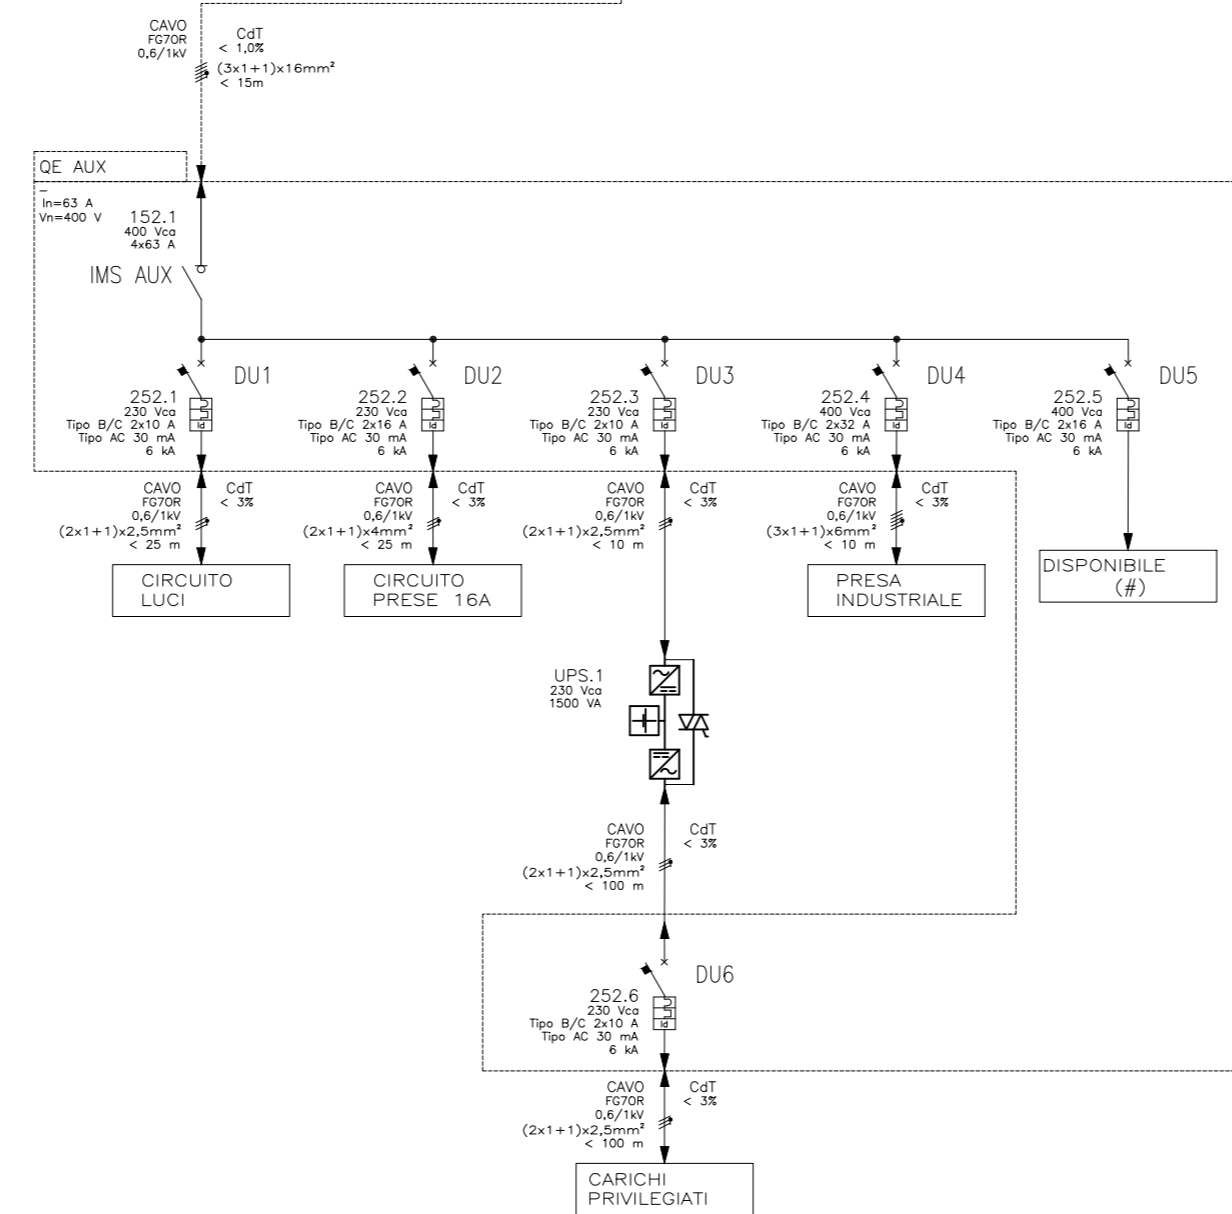 CAVO
FG7OR
0,6/1kV
CdT
< 1,0%
(3x1+1)x16mm²
< 15m
QE AUX
–
In=63 A
Vn=400 V
152.1
400 Vca
4x63 A
IMS AUX
DU1
252.1
230 Vca
Tipo B/C 2x10 A
Tipo AC 30 mA
6 kA
Id
DU2
252.2
230 Vca
Tipo B/C 2x16 A
Tipo AC 30 mA
6 kA
Id
DU3
252.3
230 Vca
Tipo B/C 2x10 A
Tipo AC 30 mA
6 kA
Id
DU4
252.4
400 Vca
Tipo B/C 2x32 A
Tipo AC 30 mA
6 kA
Id
DU5
252.5
400 Vca
Tipo B/C 2x16 A
Tipo AC 30 mA
6 kA
Id
CAVO
FG7OR
0,6/1kV
(2x1+1)x2,5mm²
< 25 m
CdT
< 3%
CAVO
FG7OR
0,6/1kV
(2x1+1)x4mm²
< 25 m
CdT
< 3%
CAVO
FG7OR
0,6/1kV
(2x1+1)x2,5mm²
< 10 m
CdT
< 3%
CAVO
FG7OR
0,6/1kV
(3x1+1)x6mm²
< 10 m
CdT
< 3%
CIRCUITO
LUCI
CIRCUITO
PRESE 16A
PRESA
INDUSTRIALE
DISPONIBILE
(#)
UPS.1
230 Vca
1500 VA
CAVO
FG7OR
0,6/1kV
(2x1+1)x2,5mm²
< 100 m
CdT
< 3%
DU6
252.6
230 Vca
Tipo B/C 2x10 A
Tipo AC 30 mA
6 kA
Id
CAVO
FG7OR
0,6/1kV
(2x1+1)x2,5mm²
< 100 m
CdT
< 3%
CARICHI
PRIVILEGIATI